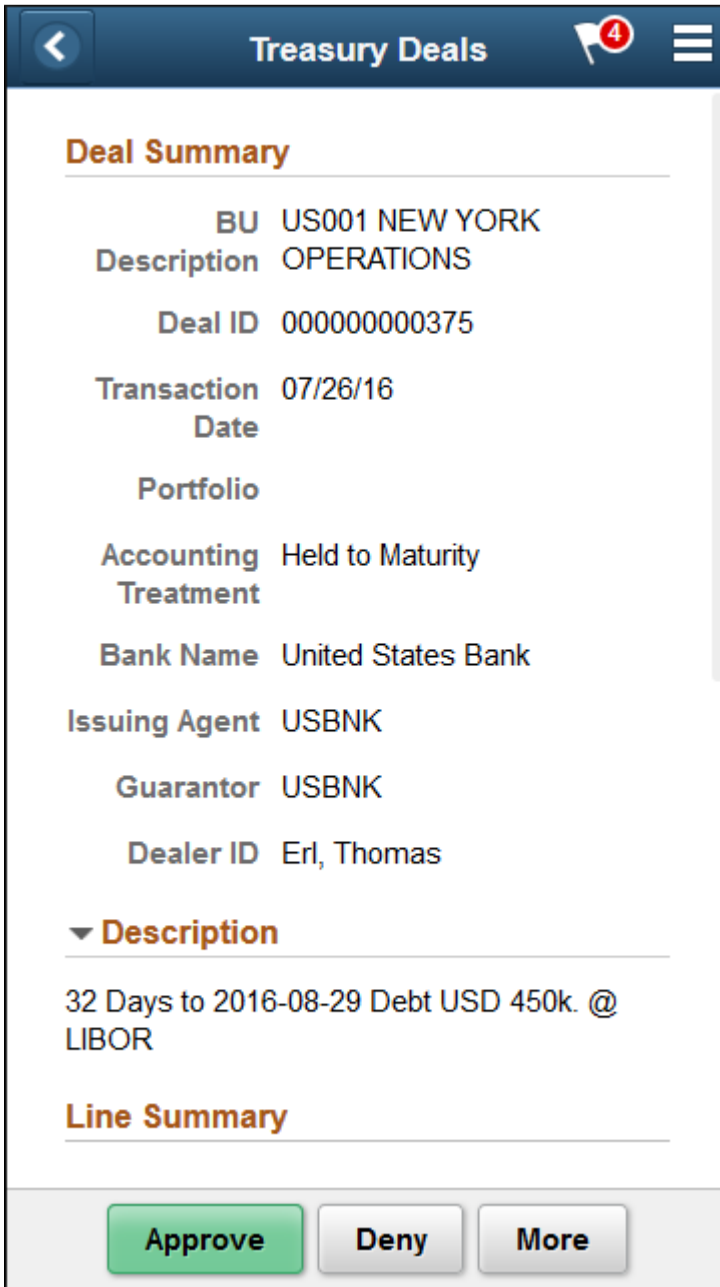 Treasury Deals
4
Deal Summary
BU Description US001 NEW YORK OPERATIONS
Deal ID 000000000375
Transaction Date 07/26/16
Portfolio
Accounting Treatment Held to Maturity
Bank Name United States Bank
Issuing Agent USBNK
Guarantor USBNK
Dealer ID Erl, Thomas
Description
32 Days to 2016-08-29 Debt USD 450k. @
LIBOR
Line Summary
Approve Deny More